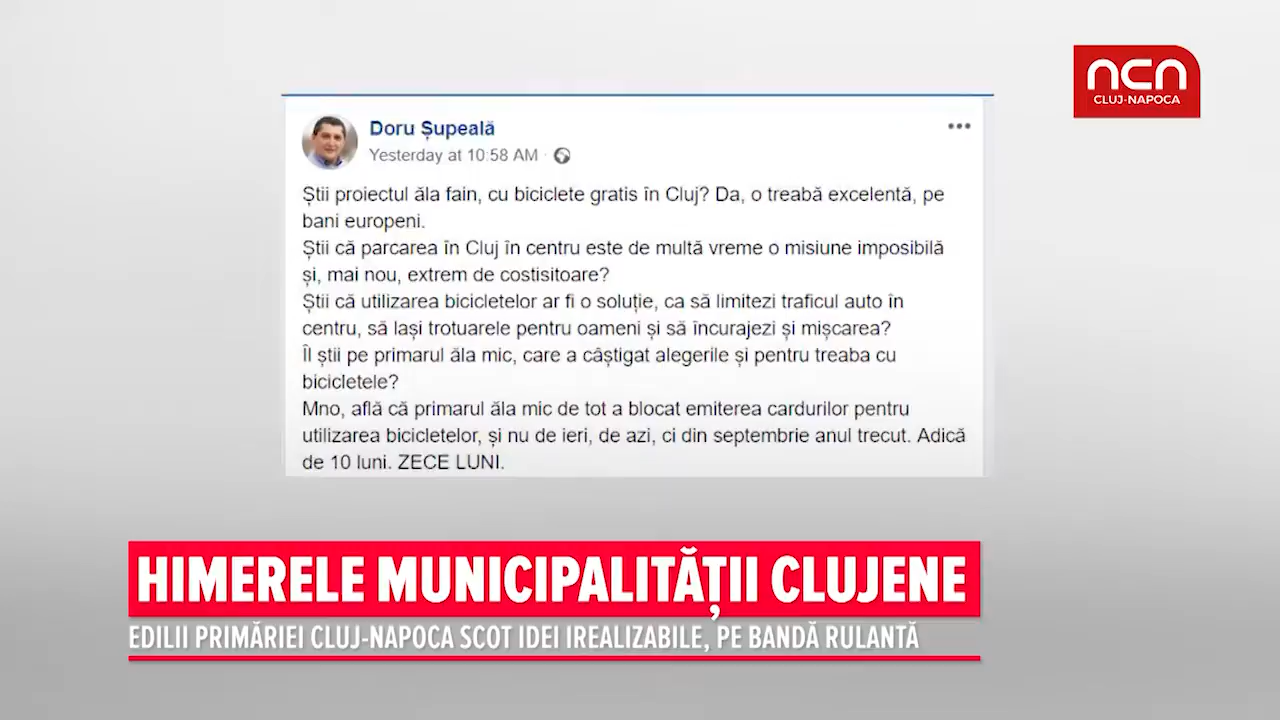 ncn
CLUJ-NAPOCA
Doru Șupeală
Yesterday at 10:58 AM ·
Știi proiectul ăla fain, cu biciclete gratis în Cluj? Da, o treabă excelentă, pe
bani europeni.
Știi că parcarea în Cluj în centru este de multă vreme o misiune imposibilă
și, mai nou, extrem de costisitoare?
Știi că utilizarea bicicletelor ar fi o soluție, ca să limitezi traficul auto în
centru, să lași trotuarele pentru oameni și să încurajezi și mișcarea?
Îl știi pe primarul ăla mic, care a câștigat alegerile și pentru treaba cu
bicicletele?
Mno, află că primarul ăla mic de tot a blocat emiterea cardurilor pentru
utilizarea bicicletelor, și nu de ieri, de azi, ci din septembrie anul trecut. Adică
de 10 luni. ZECE LUNI.
HIMERELE MUNICIPALITĂȚII CLUJENE
EDILII PRIMĂRIEI CLUJ-NAPOCA SCOT IDEI IREALIZABILE, PE BANDĂ RULANTĂ